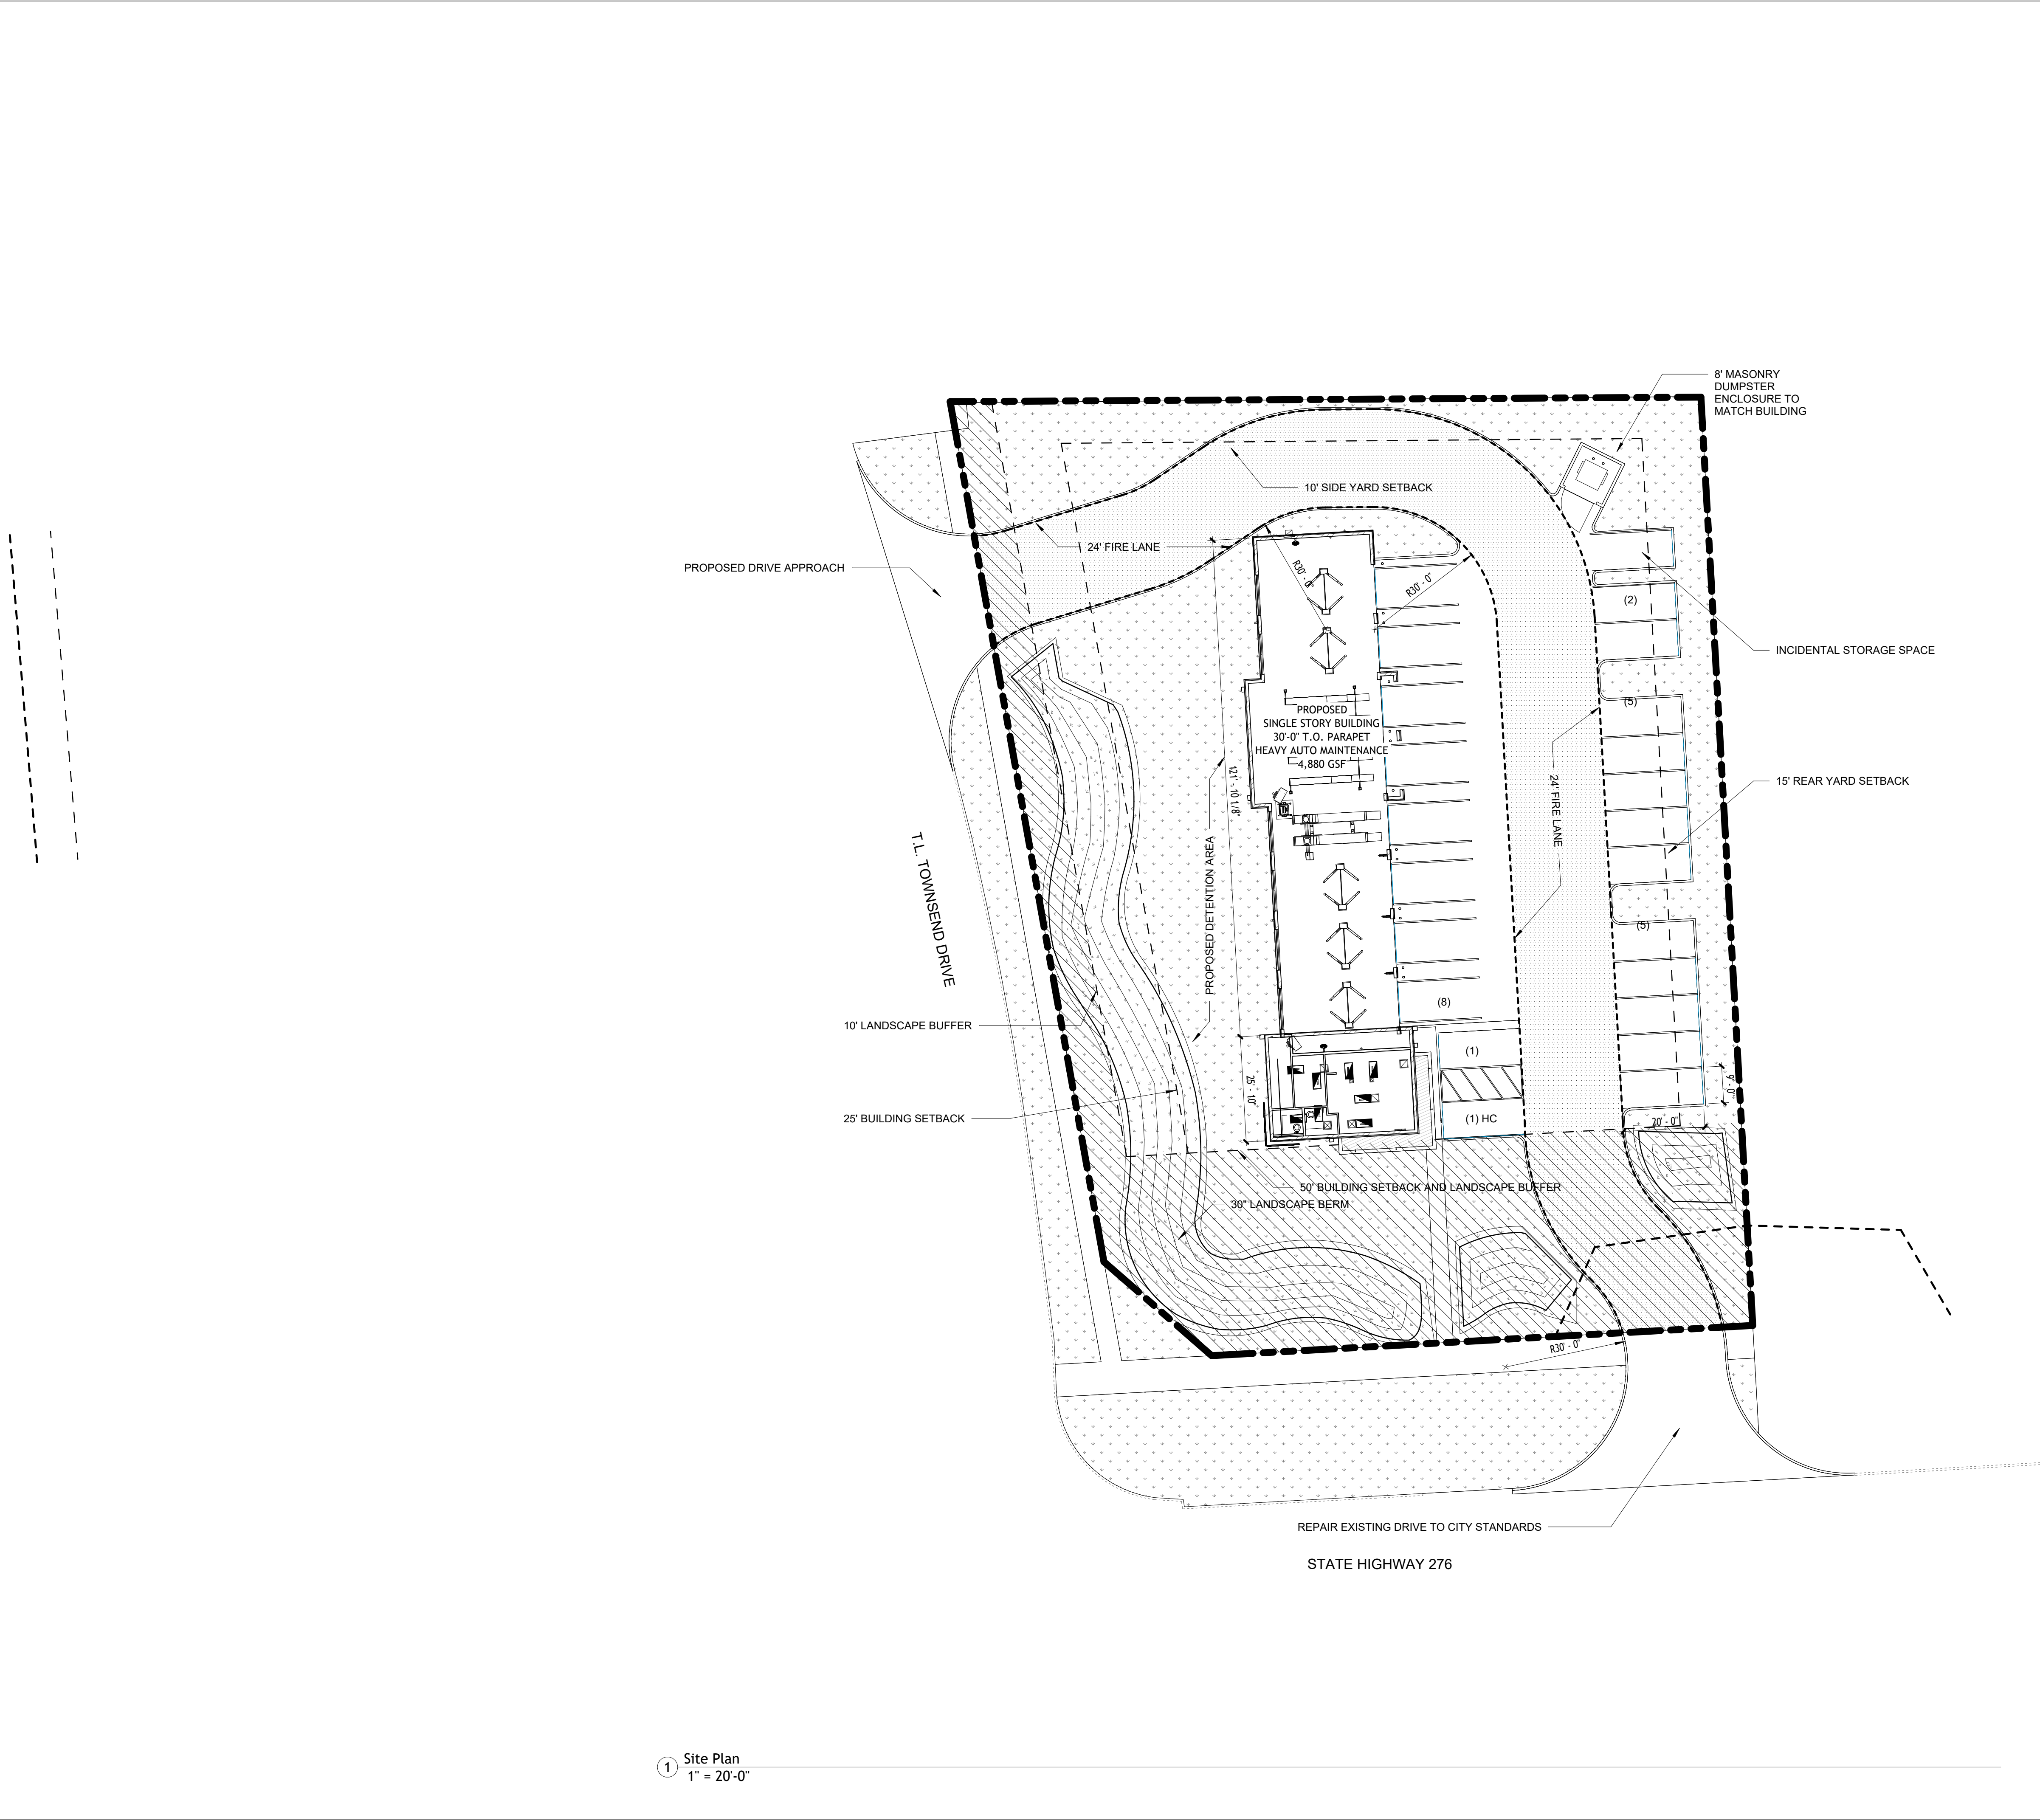 8' MASONRY
DUMPSTER
ENCLOSURE TO
MATCH BUILDING
10' SIDE YARD SETBACK
24' FIRE LANE
PROPOSED DRIVE APPROACH
R30' - 0"
R30' - 0"
(2)
INCIDENTAL STORAGE SPACE
(5)
PROPOSED
SINGLE STORY BUILDING
30'-0" T.O. PARAPET
HEAVY AUTO MAINTENANCE
4,880 GSF
121' - 10 1/8"
24' FIRE LANE
15' REAR YARD SETBACK
T.L. TOWNSEND DRIVE
PROPOSED DETENTION AREA
(5)
(8)
10' LANDSCAPE BUFFER
(1)
25' - 10"
9' - 0"
25' BUILDING SETBACK
(1) HC
20' - 0"
50' BUILDING SETBACK AND LANDSCAPE BUFFER
30" LANDSCAPE BERM
R30' - 0"
REPAIR EXISTING DRIVE TO CITY STANDARDS
STATE HIGHWAY 276
1
Site Plan
1" = 20'-0"